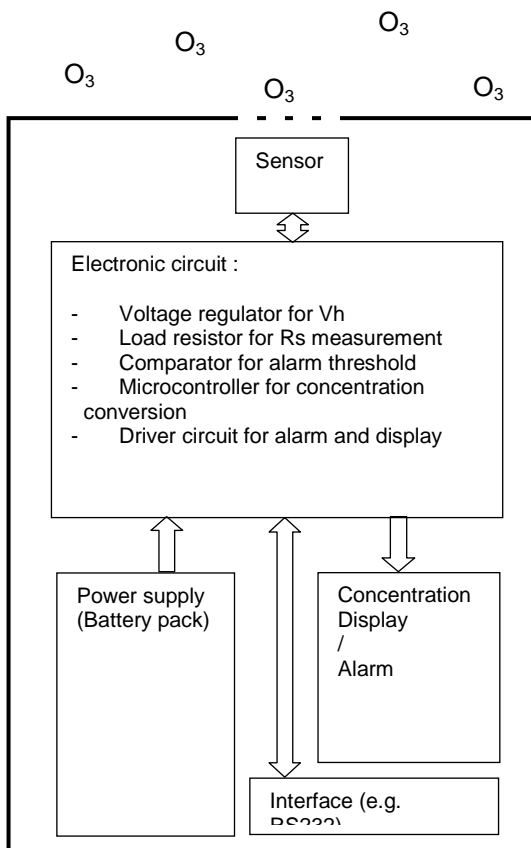 O₃
O₃
O₃
O₃
O₃
Sensor
Electronic circuit :
- Voltage regulator for Vh
- Load resistor for Rs measurement
- Comparator for alarm threshold
- Microcontroller for concentration
conversion
- Driver circuit for alarm and display
Power supply
(Battery pack)
Concentration
Display
/
Alarm
Interface (e.g.
RS232)